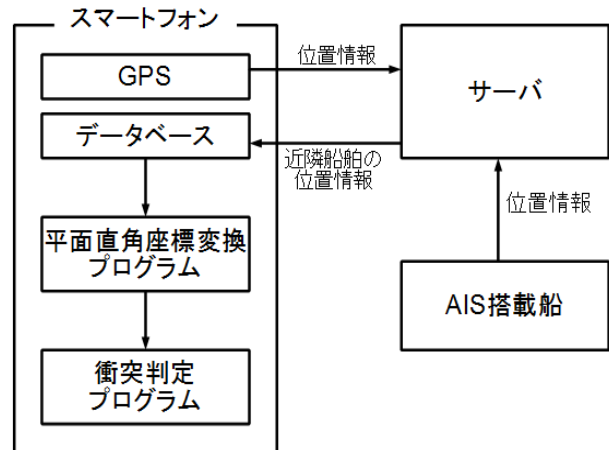 スマートフォン
GPS
位置情報
サーバ
データベース
近隣船舶の
位置情報
位置情報
平面直角座標変換
プログラム
AIS搭載船
衝突判定
プログラム